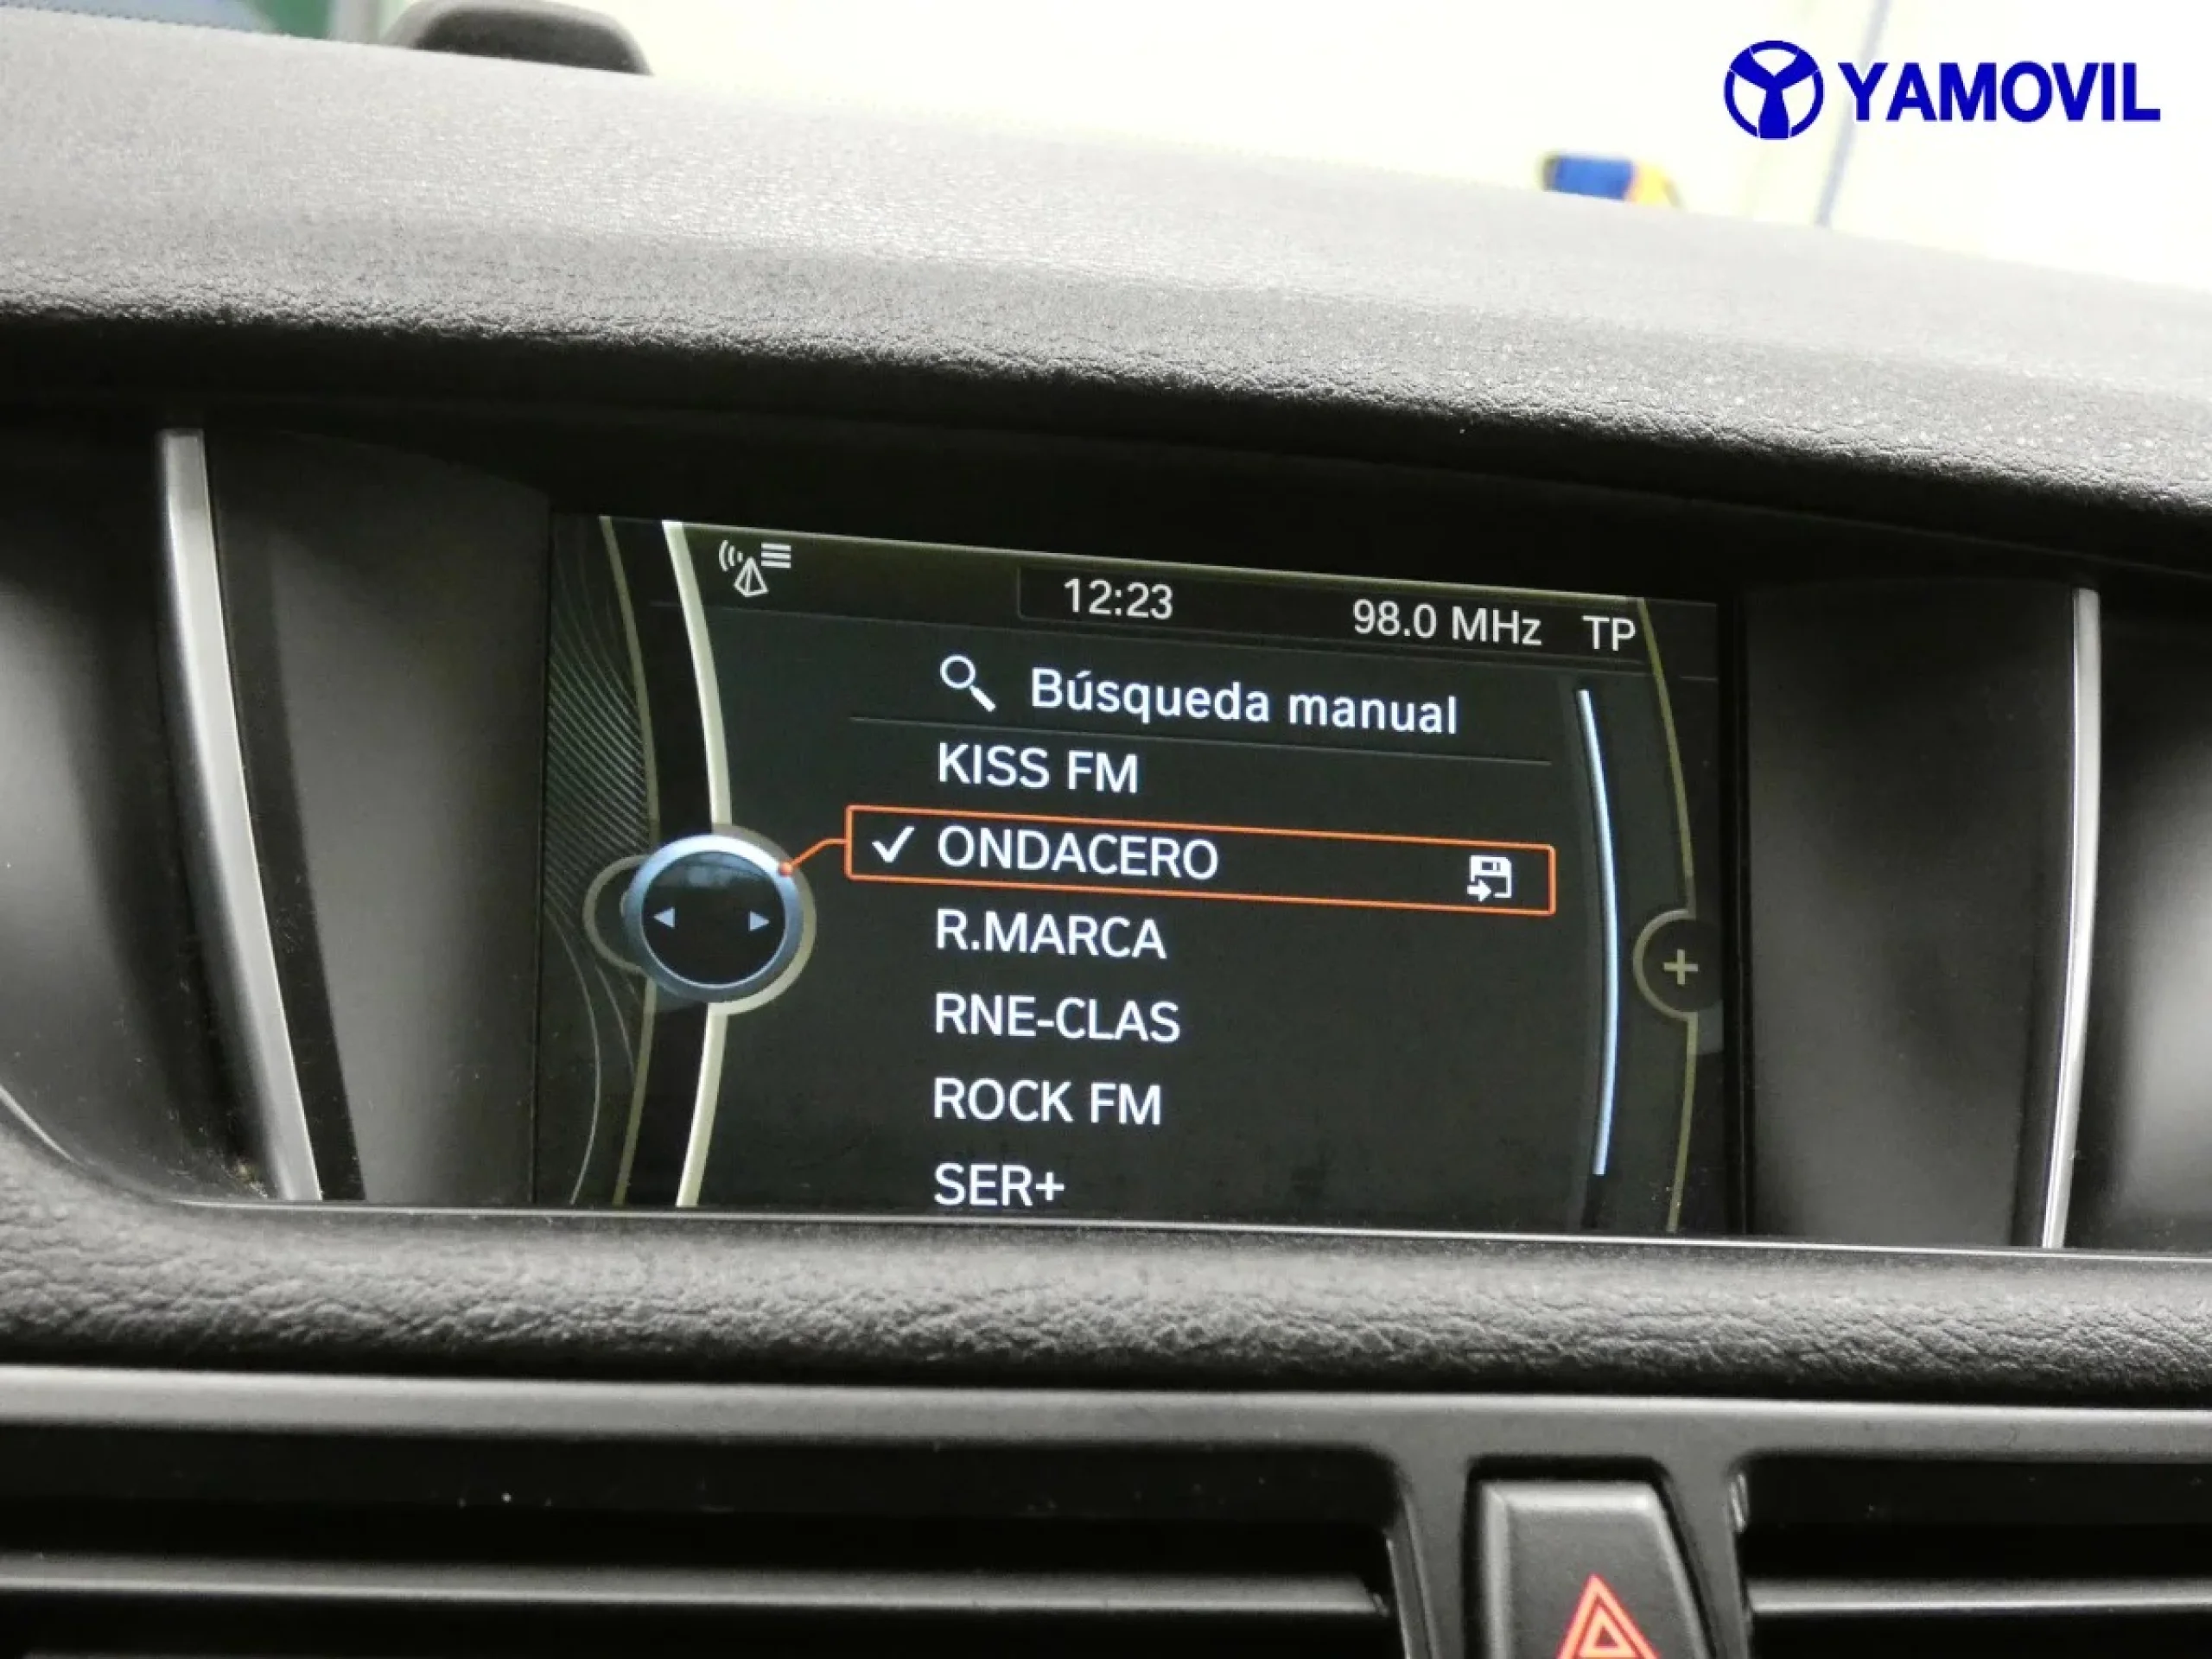 YAMOVIL
12:23 98.0 MHz TP
Búsqueda manual
KISS FM
ONDACERO
R.MARCA
RNE-CLAS
ROCK FM
SER+